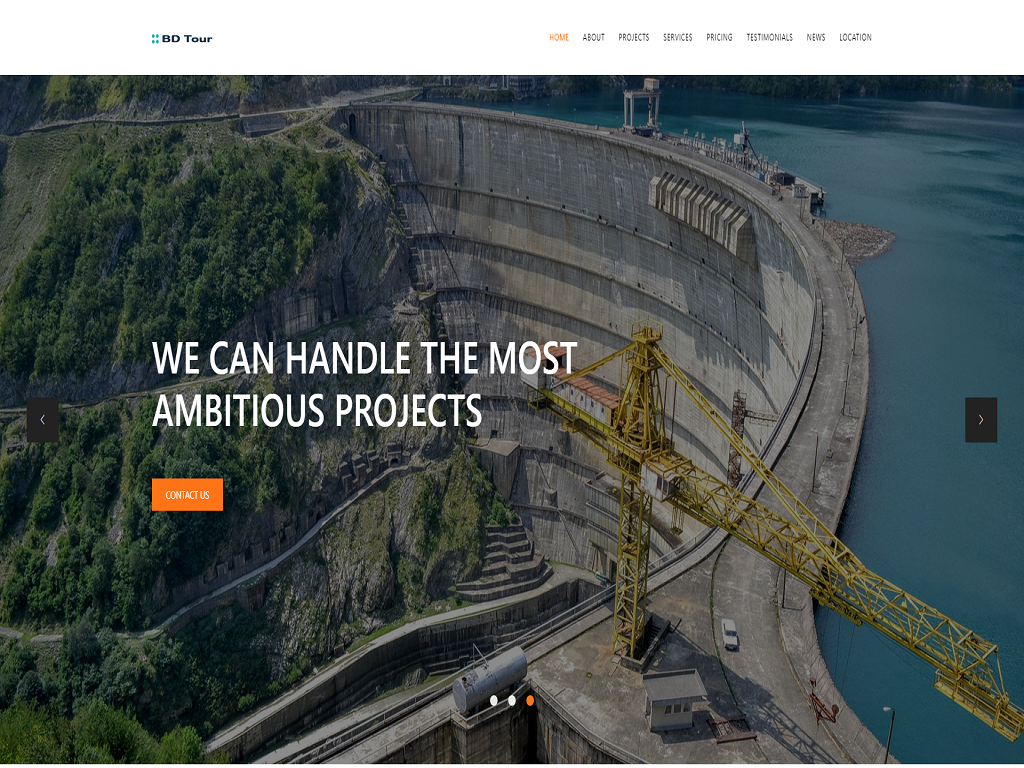 BD Tour
HOME ABOUT PROJECTS SERVICES PRICING TESTIMONIALS NEWS LOCATION
WE CAN HANDLE THE MOST
AMBITIOUS PROJECTS
CONTACT US